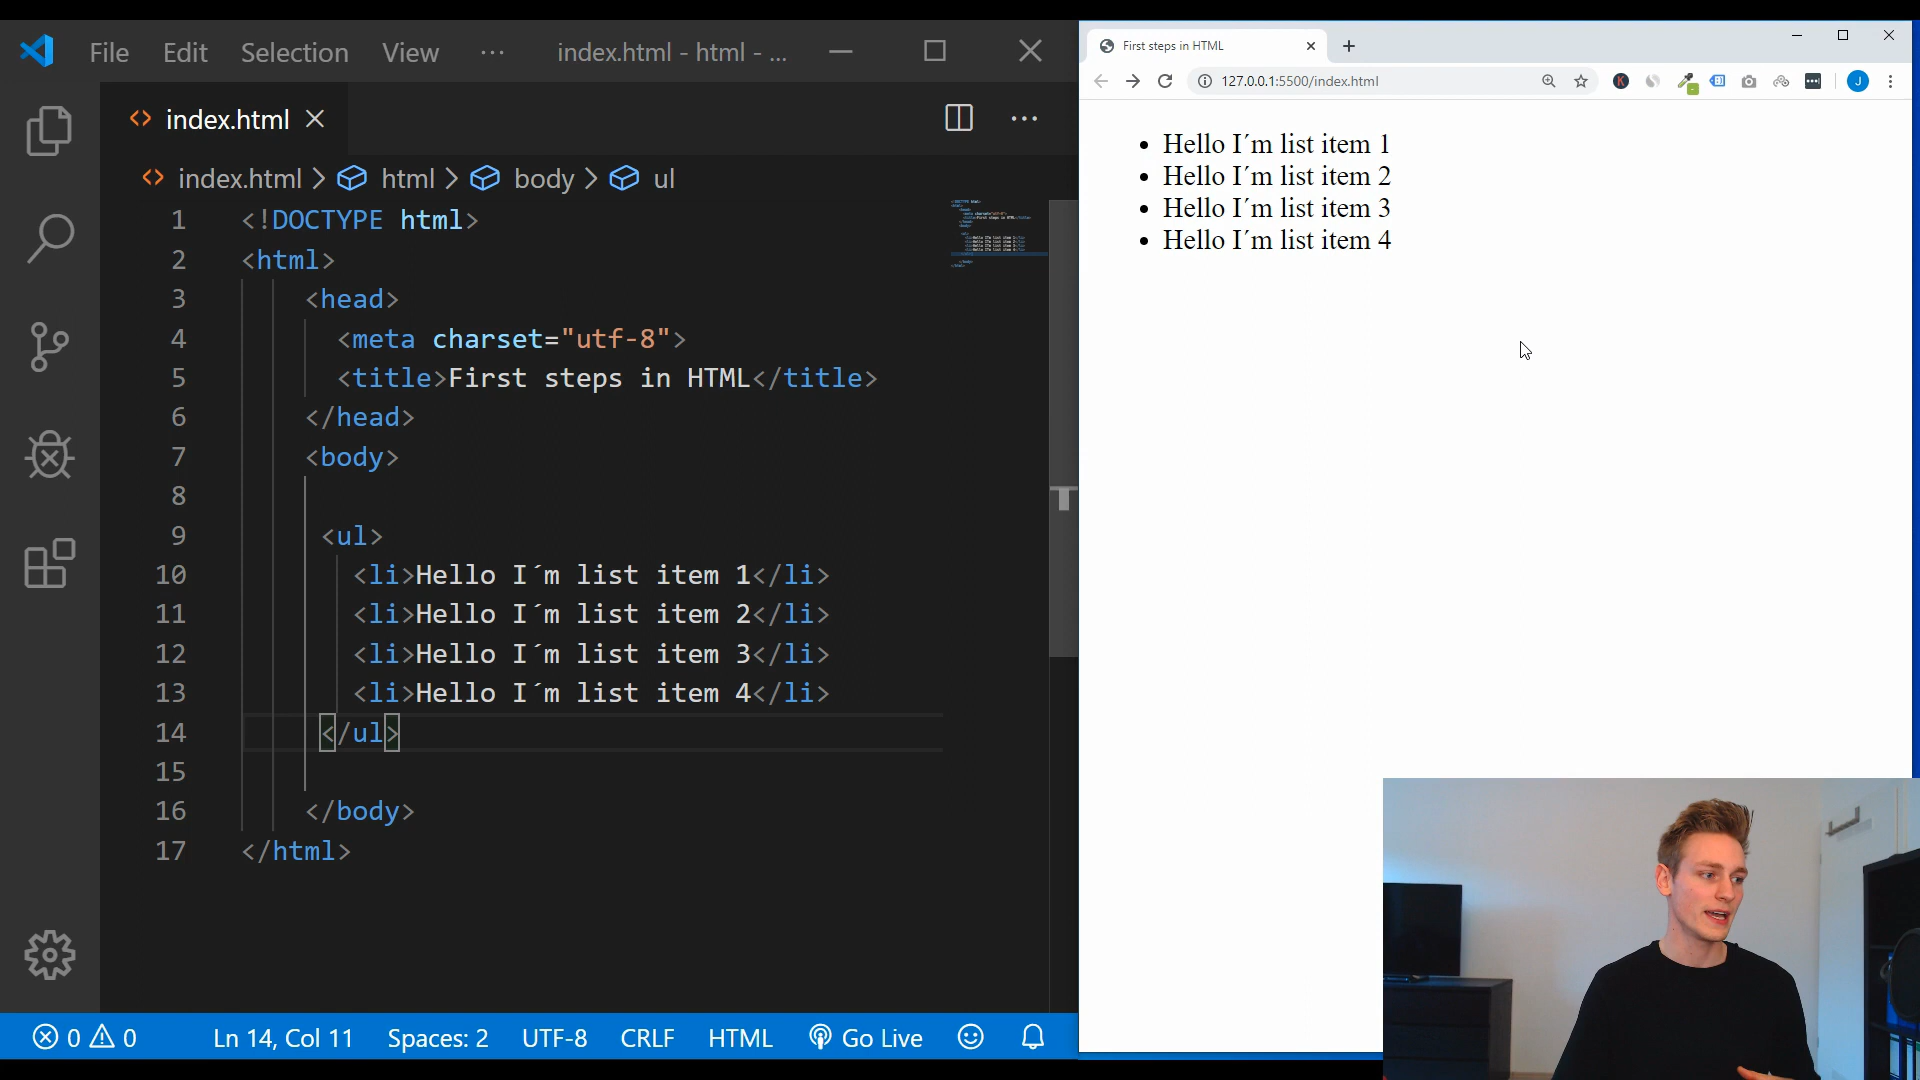 File Edit Selection View ··· index.html - html - ...
index.html
index.html > html > body > ul
1 <!DOCTYPE html>
2 <html>
3 <head>
4 <meta charset="utf-8">
5 <title>First steps in HTML</title>
6 </head>
7 <body>
8
9 <ul>
10 <li>Hello I´m list item 1</li>
11 <li>Hello I´m list item 2</li>
12 <li>Hello I´m list item 3</li>
13 <li>Hello I´m list item 4</li>
14 </ul>
15
16 </body>
17 </html>
0 0 Ln 14, Col 11 Spaces: 2 UTF-8 CRLF HTML Go Live
First steps in HTML
127.0.0.1:5500/index.html K J
• Hello I´m list item 1
• Hello I´m list item 2
• Hello I´m list item 3
• Hello I´m list item 4